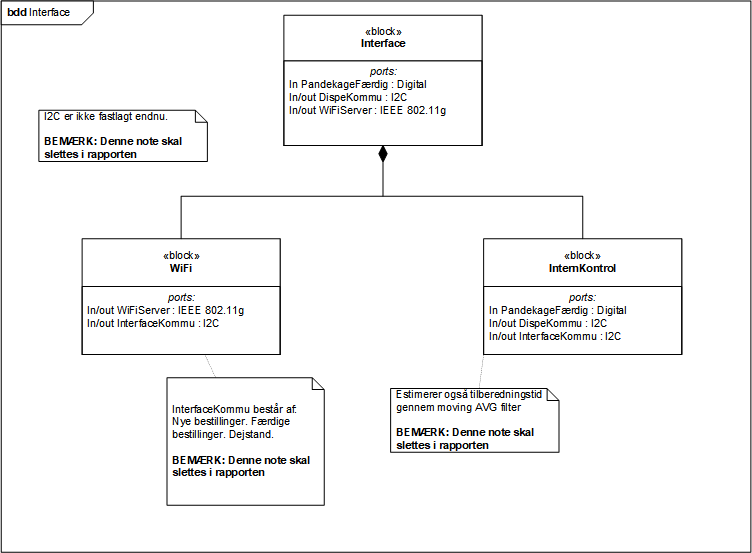 bdd Interface
«block»
Interface
ports:
In PandekageFærdig : Digital
In/out DispeKommu : I2C
In/out WiFiServer : IEEE 802.11g
I2C er ikke fastlagt endnu.
BEMÆRK: Denne note skal
slettes i rapporten
«block»
WiFi
ports:
In/out WiFiServer : IEEE 802.11g
In/out InterfaceKommu : I2C
«block»
InternKontrol
ports:
In PandekageFærdig : Digital
In/out DispeKommu : I2C
In/out InterfaceKommu : I2C
InterfaceKommu består af:
Nye bestillinger. Færdige
bestillinger. Dejstand.
BEMÆRK: Denne note skal
slettes i rapporten
Estimerer også tilberedningstid
gennem moving AVG filter
BEMÆRK: Denne note skal
slettes i rapporten